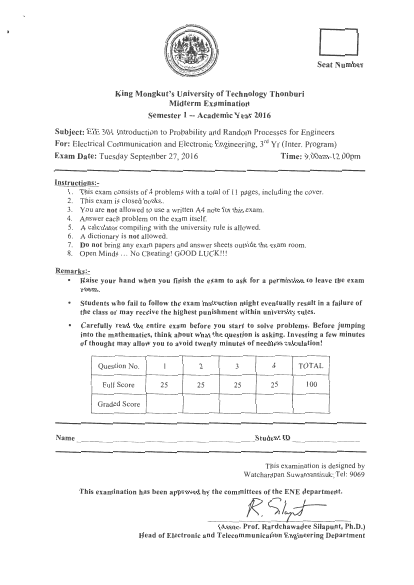 Seat Number
King Mongkut's University of Technology Thonburi
Midterm Examination
Semester 1 -- Academic Year 2016
Subject: ETE 301 Introduction to Probability and Random Processes for Engineers
For: Electrical Communication and Electronic Engineering, 3rd Yr (Inter. Program)
Exam Date: Tuesday September 27, 2016 Time: 9.00am-12.00pm
Instructions:-
1. This exam consists of 4 problems with a total of 11 pages, including the cover.
2. This exam is closed books.
3. You are not allowed to use a written A4 note for this exam.
4. Answer each problem on the exam itself.
5. A calculator compiling with the university rule is allowed.
6. A dictionary is not allowed.
7. Do not bring any exam papers and answer sheets outside the exam room.
8. Open Minds ... No Cheating! GOOD LUCK!!!
Remarks:-
• Raise your hand when you finish the exam to ask for a permission to leave the exam
room.
• Students who fail to follow the exam instruction might eventually result in a failure of
the class or may receive the highest punishment within university rules.
• Carefully read the entire exam before you start to solve problems. Before jumping
into the mathematics, think about what the question is asking. Investing a few minutes
of thought may allow you to avoid twenty minutes of needless calculation!
Question No. 1 2 3 4 TOTAL
Full Score 25 25 25 25 100
Graded Score
Name Student ID
This examination is designed by
Watcharapan Suwansantisuk; Tel: 9069
This examination has been approved by the committees of the ENE department.
R. Silapunt
(Assoc. Prof. Rardchawadee Silapunt, Ph.D.)
Head of Electronic and Telecommunication Engineering Department